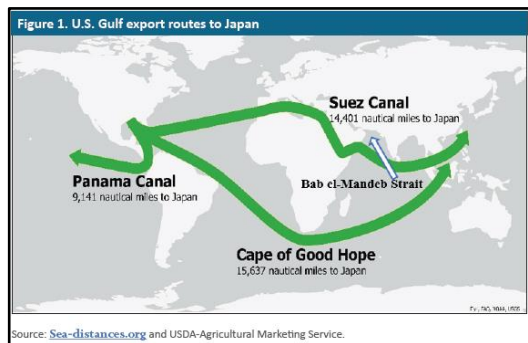 Figure 1. U.S. Gulf export routes to Japan
Suez Canal
14,401 nautical miles to Japan
Bab el-Mandeb Strait
Panama Canal
9,141 nautical miles to Japan
Cape of Good Hope
15,637 nautical miles to Japan
Source: Sea-distances.org and USDA-Agricultural Marketing Service.